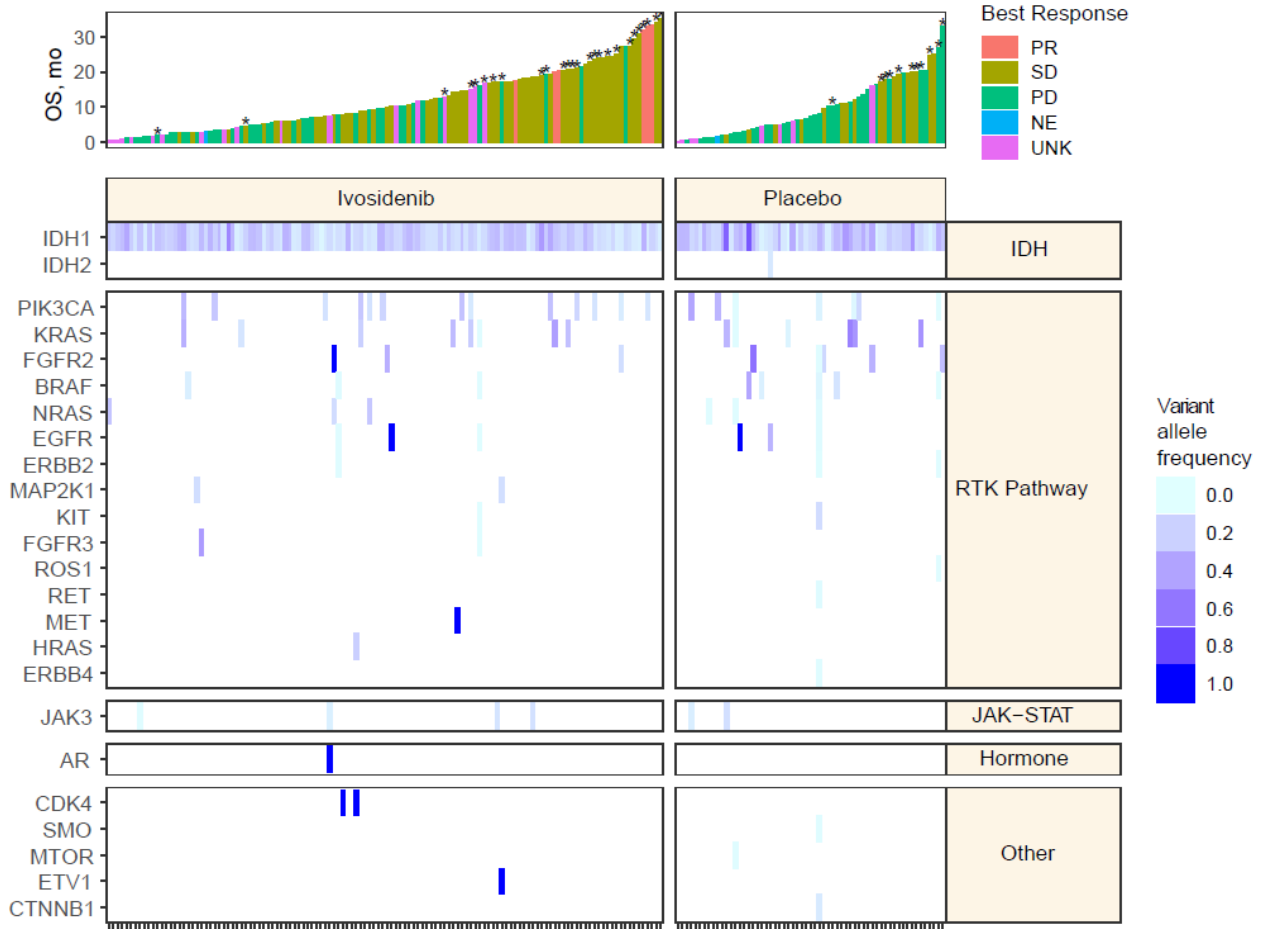 OS, mo
30
20
10
0
Best Response
PR
SD
PD
NE
UNK
Ivosidenib
Placebo
IDH1
IDH2
IDH
PIK3CA
KRAS
FGFR2
BRAF
NRAS
EGFR
ERBB2
MAP2K1
KIT
FGFR3
ROS1
RET
MET
HRAS
ERBB4
RTK Pathway
JAK3
JAK−STAT
AR
Hormone
CDK4
SMO
MTOR
ETV1
CTNNB1
Other
Variant
allele
frequency
0.0
0.2
0.4
0.6
0.8
1.0